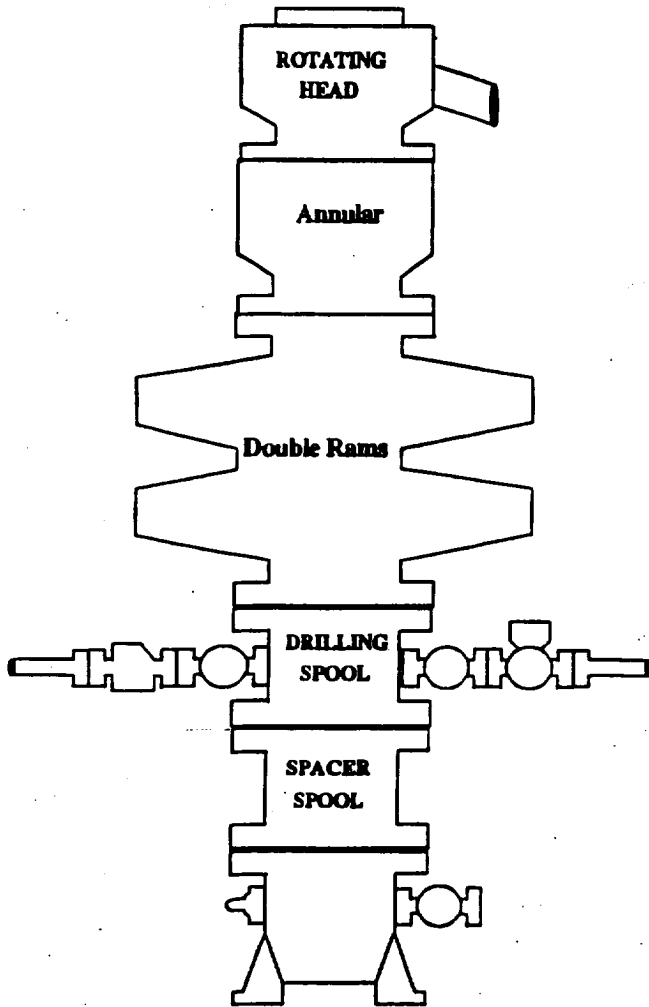 ROTATING
HEAD
Annular
Double Rams
DRILLING
SPOOL
SPACER
SPOOL